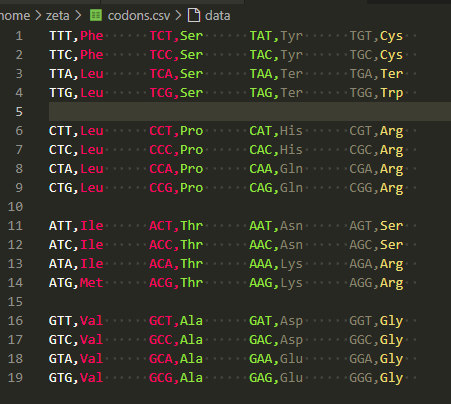 ome > zeta > codons.csv > data
1 TTT,Phe TCT,Ser TAT,Tyr TGT,Cys
2 TTC,Phe TCC,Ser TAC,Tyr TGC,Cys
3 TTA,Leu TCA,Ser TAA,Ter TGA,Ter
4 TTG,Leu TCG,Ser TAG,Ter TGG,Trp
5
6 CTT,Leu CCT,Pro CAT,His CGT,Arg
7 CTC,Leu CCC,Pro CAC,His CGC,Arg
8 CTA,Leu CCA,Pro CAA,Gln CGA,Arg
9 CTG,Leu CCG,Pro CAG,Gln CGG,Arg
10
11 ATT,Ile ACT,Thr AAT,Asn AGT,Ser
12 ATC,Ile ACC,Thr AAC,Asn AGC,Ser
13 ATA,Ile ACA,Thr AAA,Lys AGA,Arg
14 ATG,Met ACG,Thr AAG,Lys AGG,Arg
15
16 GTT,Val GCT,Ala GAT,Asp GGT,Gly
17 GTC,Val GCC,Ala GAC,Asp GGC,Gly
18 GTA,Val GCA,Ala GAA,Glu GGA,Gly
19 GTG,Val GCG,Ala GAG,Glu GGG,Gly